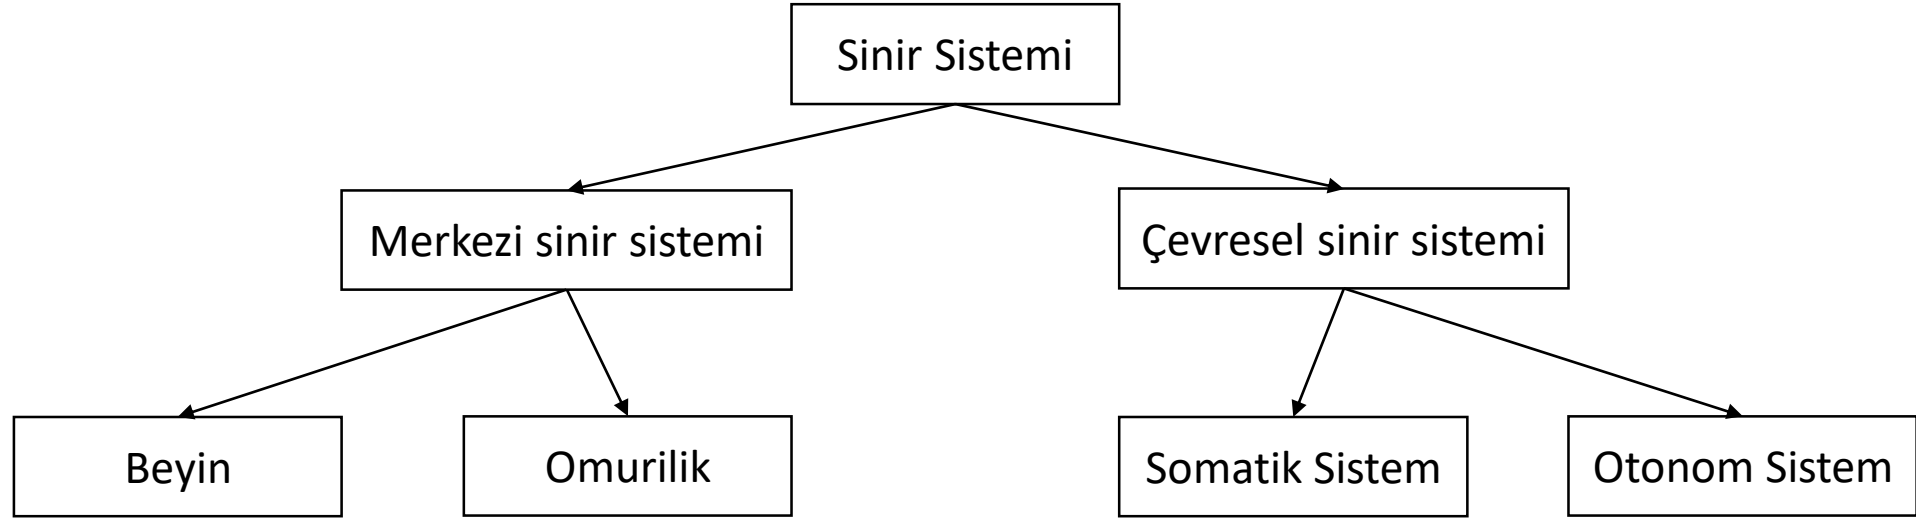 Sinir Sistemi
Merkezi sinir sistemi
Çevresel sinir sistemi
Beyin
Omurilik
Somatik Sistem
Otonom Sistem